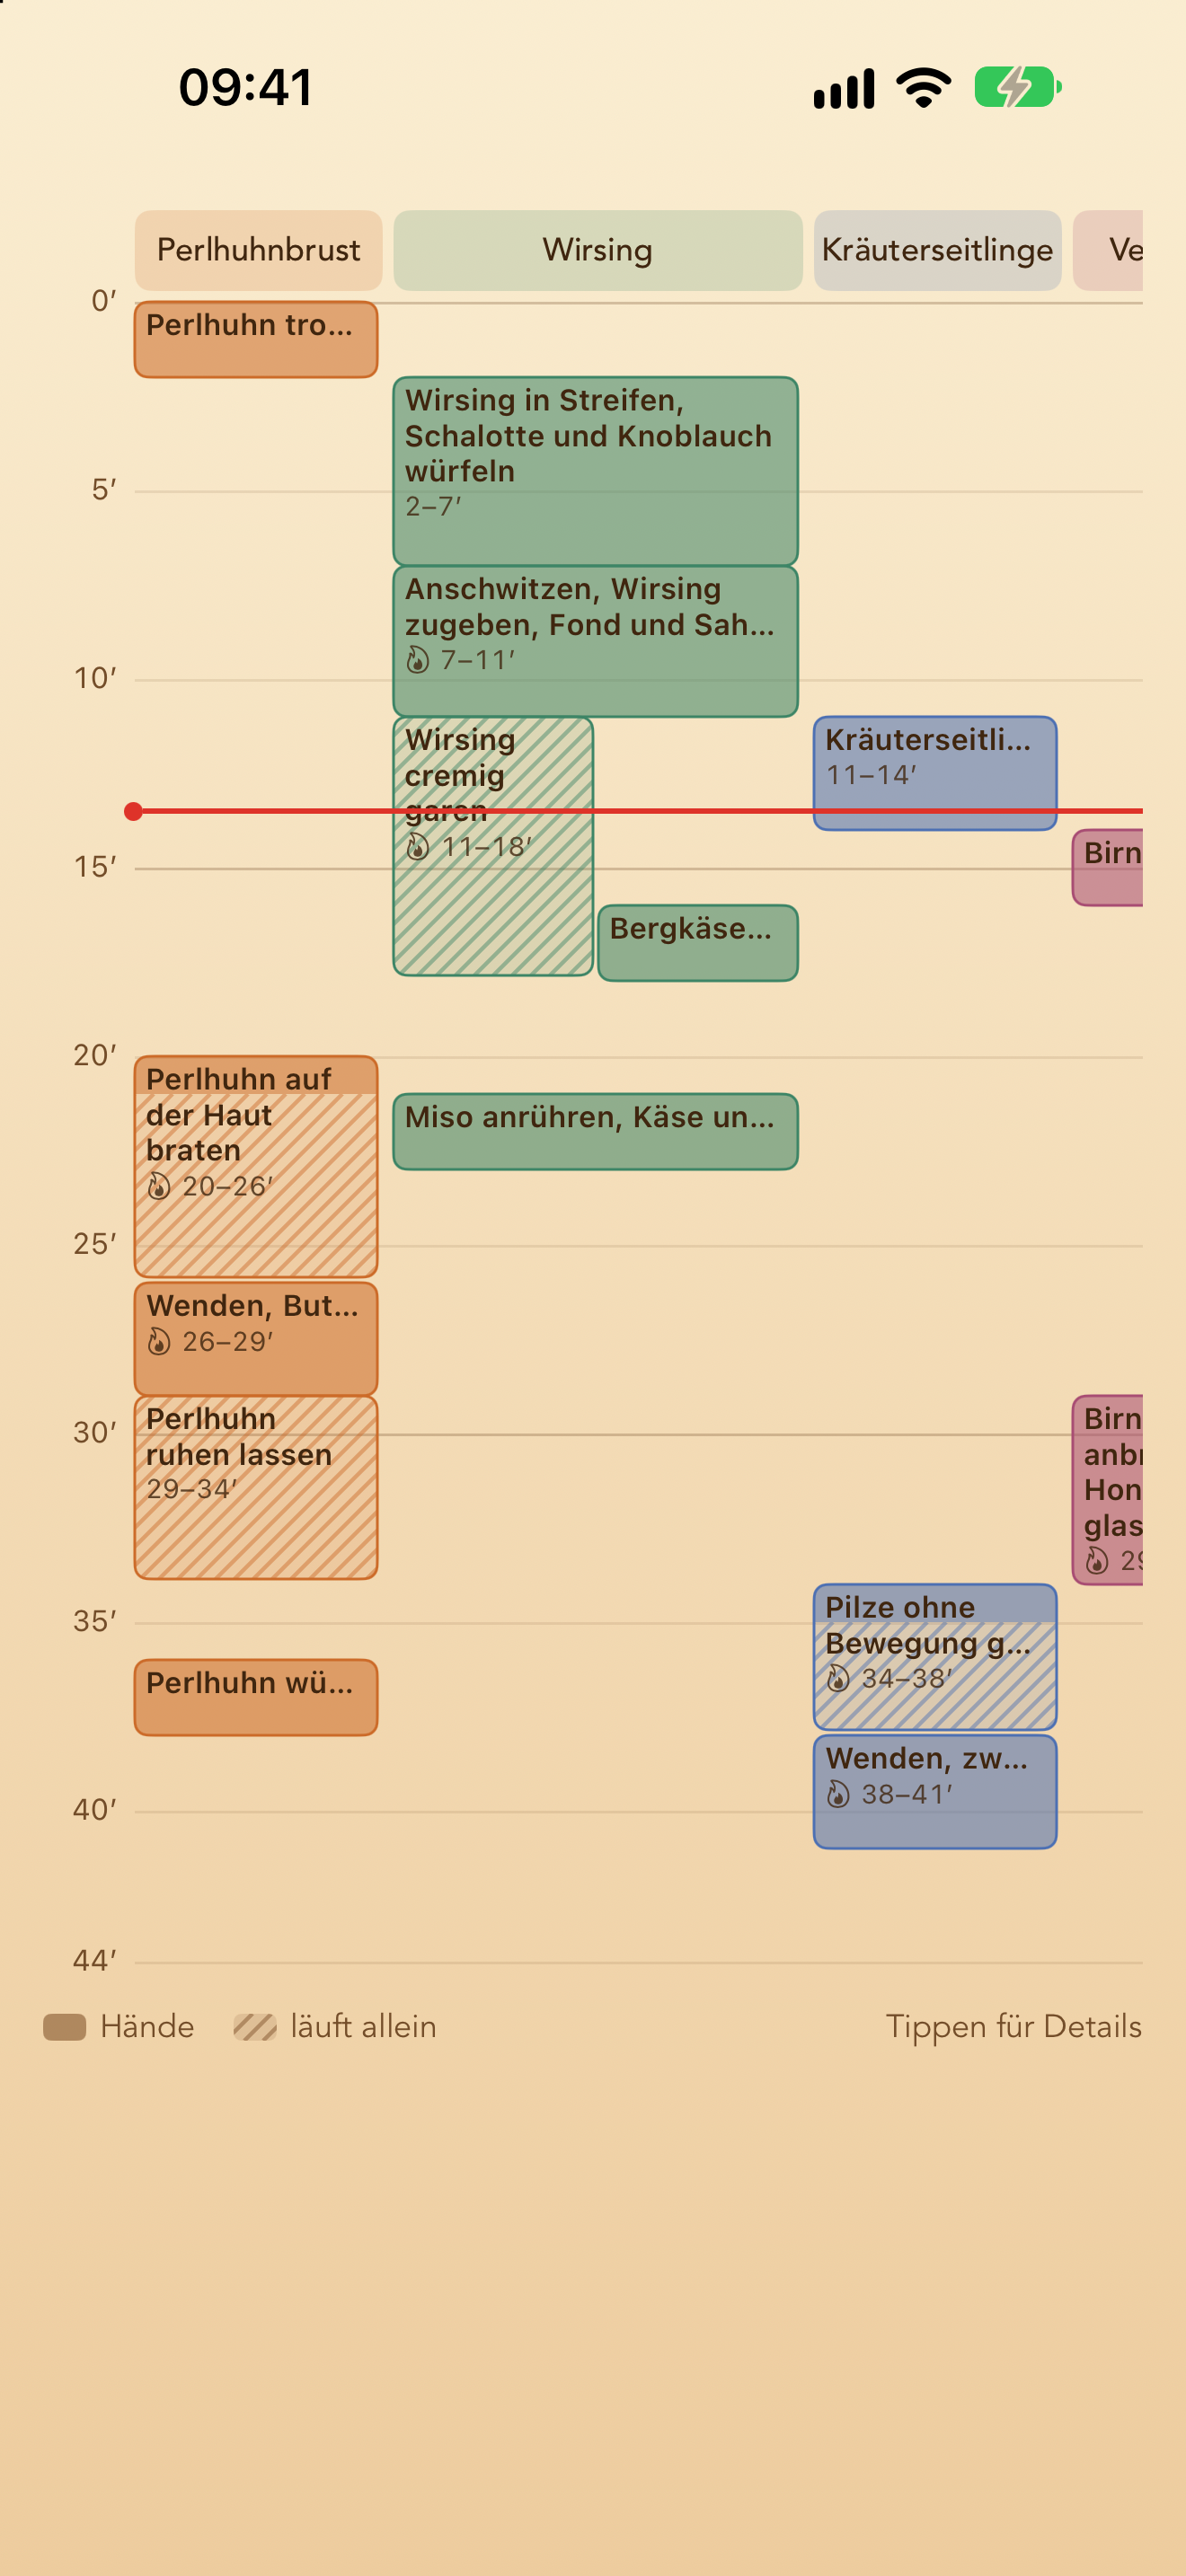 09:41
Perlhuhnbrust
Wirsing
Kräuterseitlinge
Ve
0′
Perlhuhn tro...
Wirsing in Streifen,
Schalotte und Knoblauch
würfeln
2–7′
5′
Anschwitzen, Wirsing
zugeben, Fond und Sah...
7–11′
10′
Wirsing
cremig
garen
11–18′
Kräuterseitli...
11–14′
Birn
15′
Bergkäse...
20′
Perlhuhn auf
der Haut
braten
20–26′
Miso anrühren, Käse un...
25′
Wenden, But...
26–29′
Perlhuhn
ruhen lassen
29–34′
30′
Birn
anbr
Hon
glas
29
Pilze ohne
Bewegung g...
34–38′
35′
Perlhuhn wü...
Wenden, zw...
38–41′
40′
44′
Hände
läuft allein
Tippen für Details